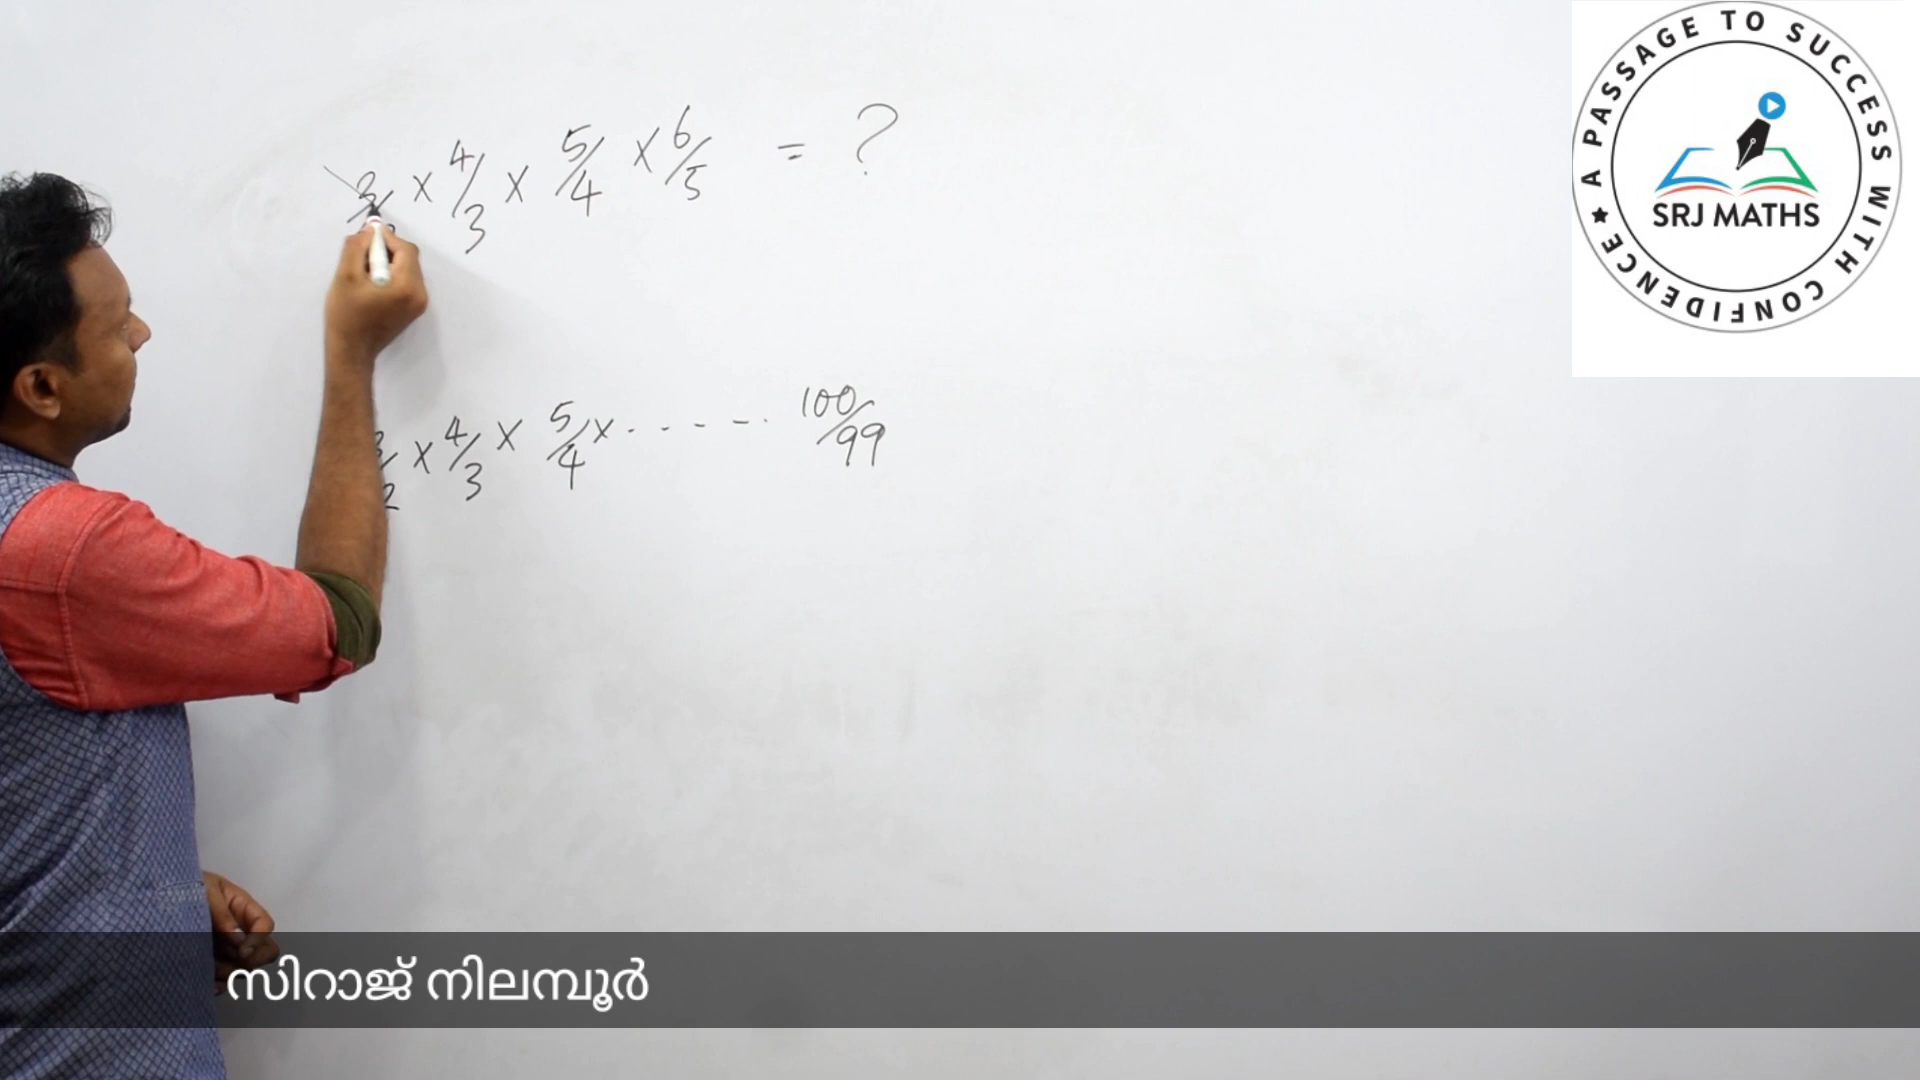 3/2 × 4/3 × 5/4 × 6/5 = ?
3/2 × 4/3 × 5/4 × ..... 100/99
A PASSAGE TO SUCCESS WITH CONFIDENCE ★
SRJ MATHS
സിറാജ് നിലമ്പൂർ